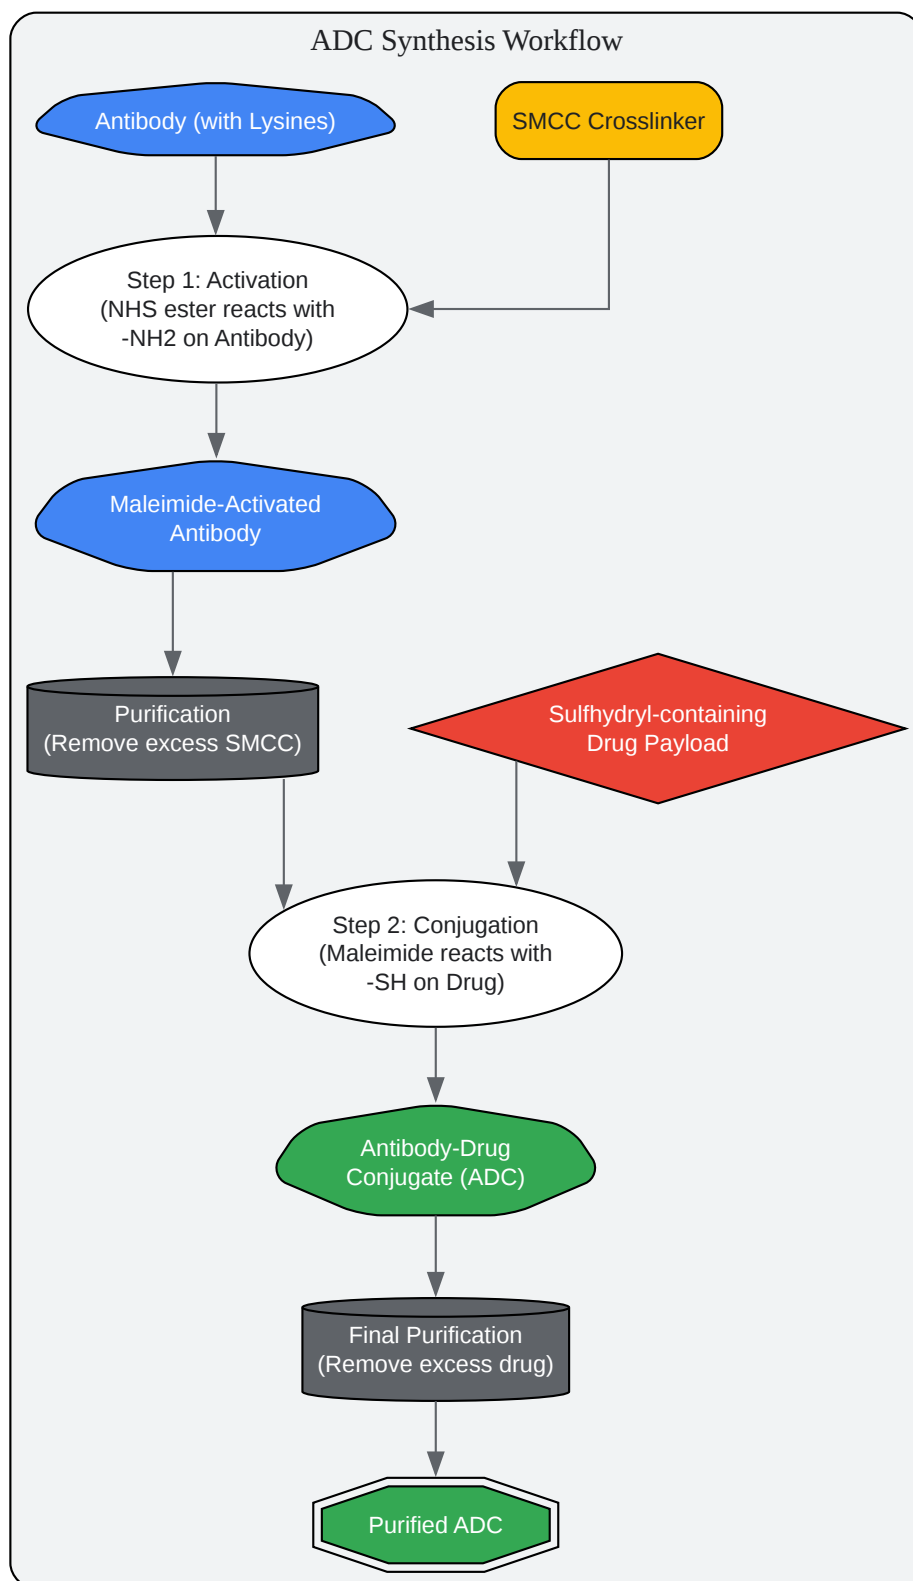 ADC Synthesis Workflow
Antibody (with Lysines)
SMCC Crosslinker
Step 1: Activation
(NHS ester reacts with
-NH2 on Antibody)
Maleimide-Activated
Antibody
Purification
(Remove excess SMCC)
Sulfhydryl-containing
Drug Payload
Step 2: Conjugation
(Maleimide reacts with
-SH on Drug)
Antibody-Drug
Conjugate (ADC)
Final Purification
(Remove excess drug)
Purified ADC